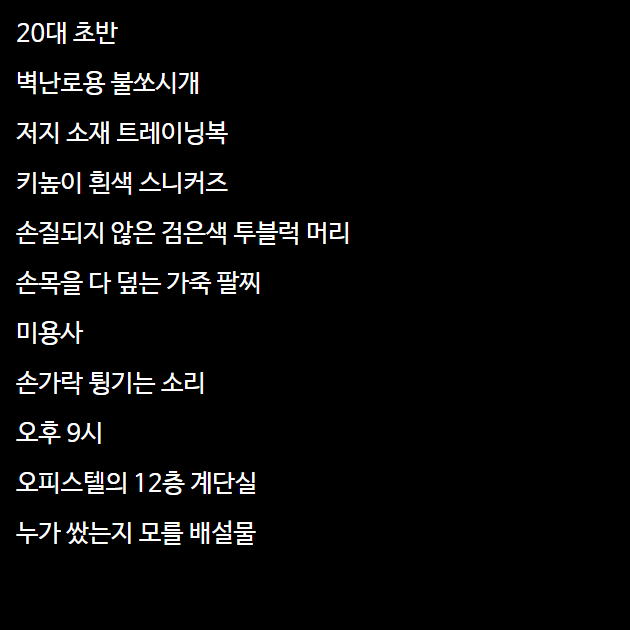 20대 초반
벽난로용 불쏘시개
저지 소재 트레이닝복
키높이 흰색 스니커즈
손질되지 않은 검은색 투블럭 머리
손목을 다 덮는 가죽 팔찌
미용사
손가락 튕기는 소리
오후 9시
오피스텔의 12층 계단실
누가 쌌는지 모를 배설물